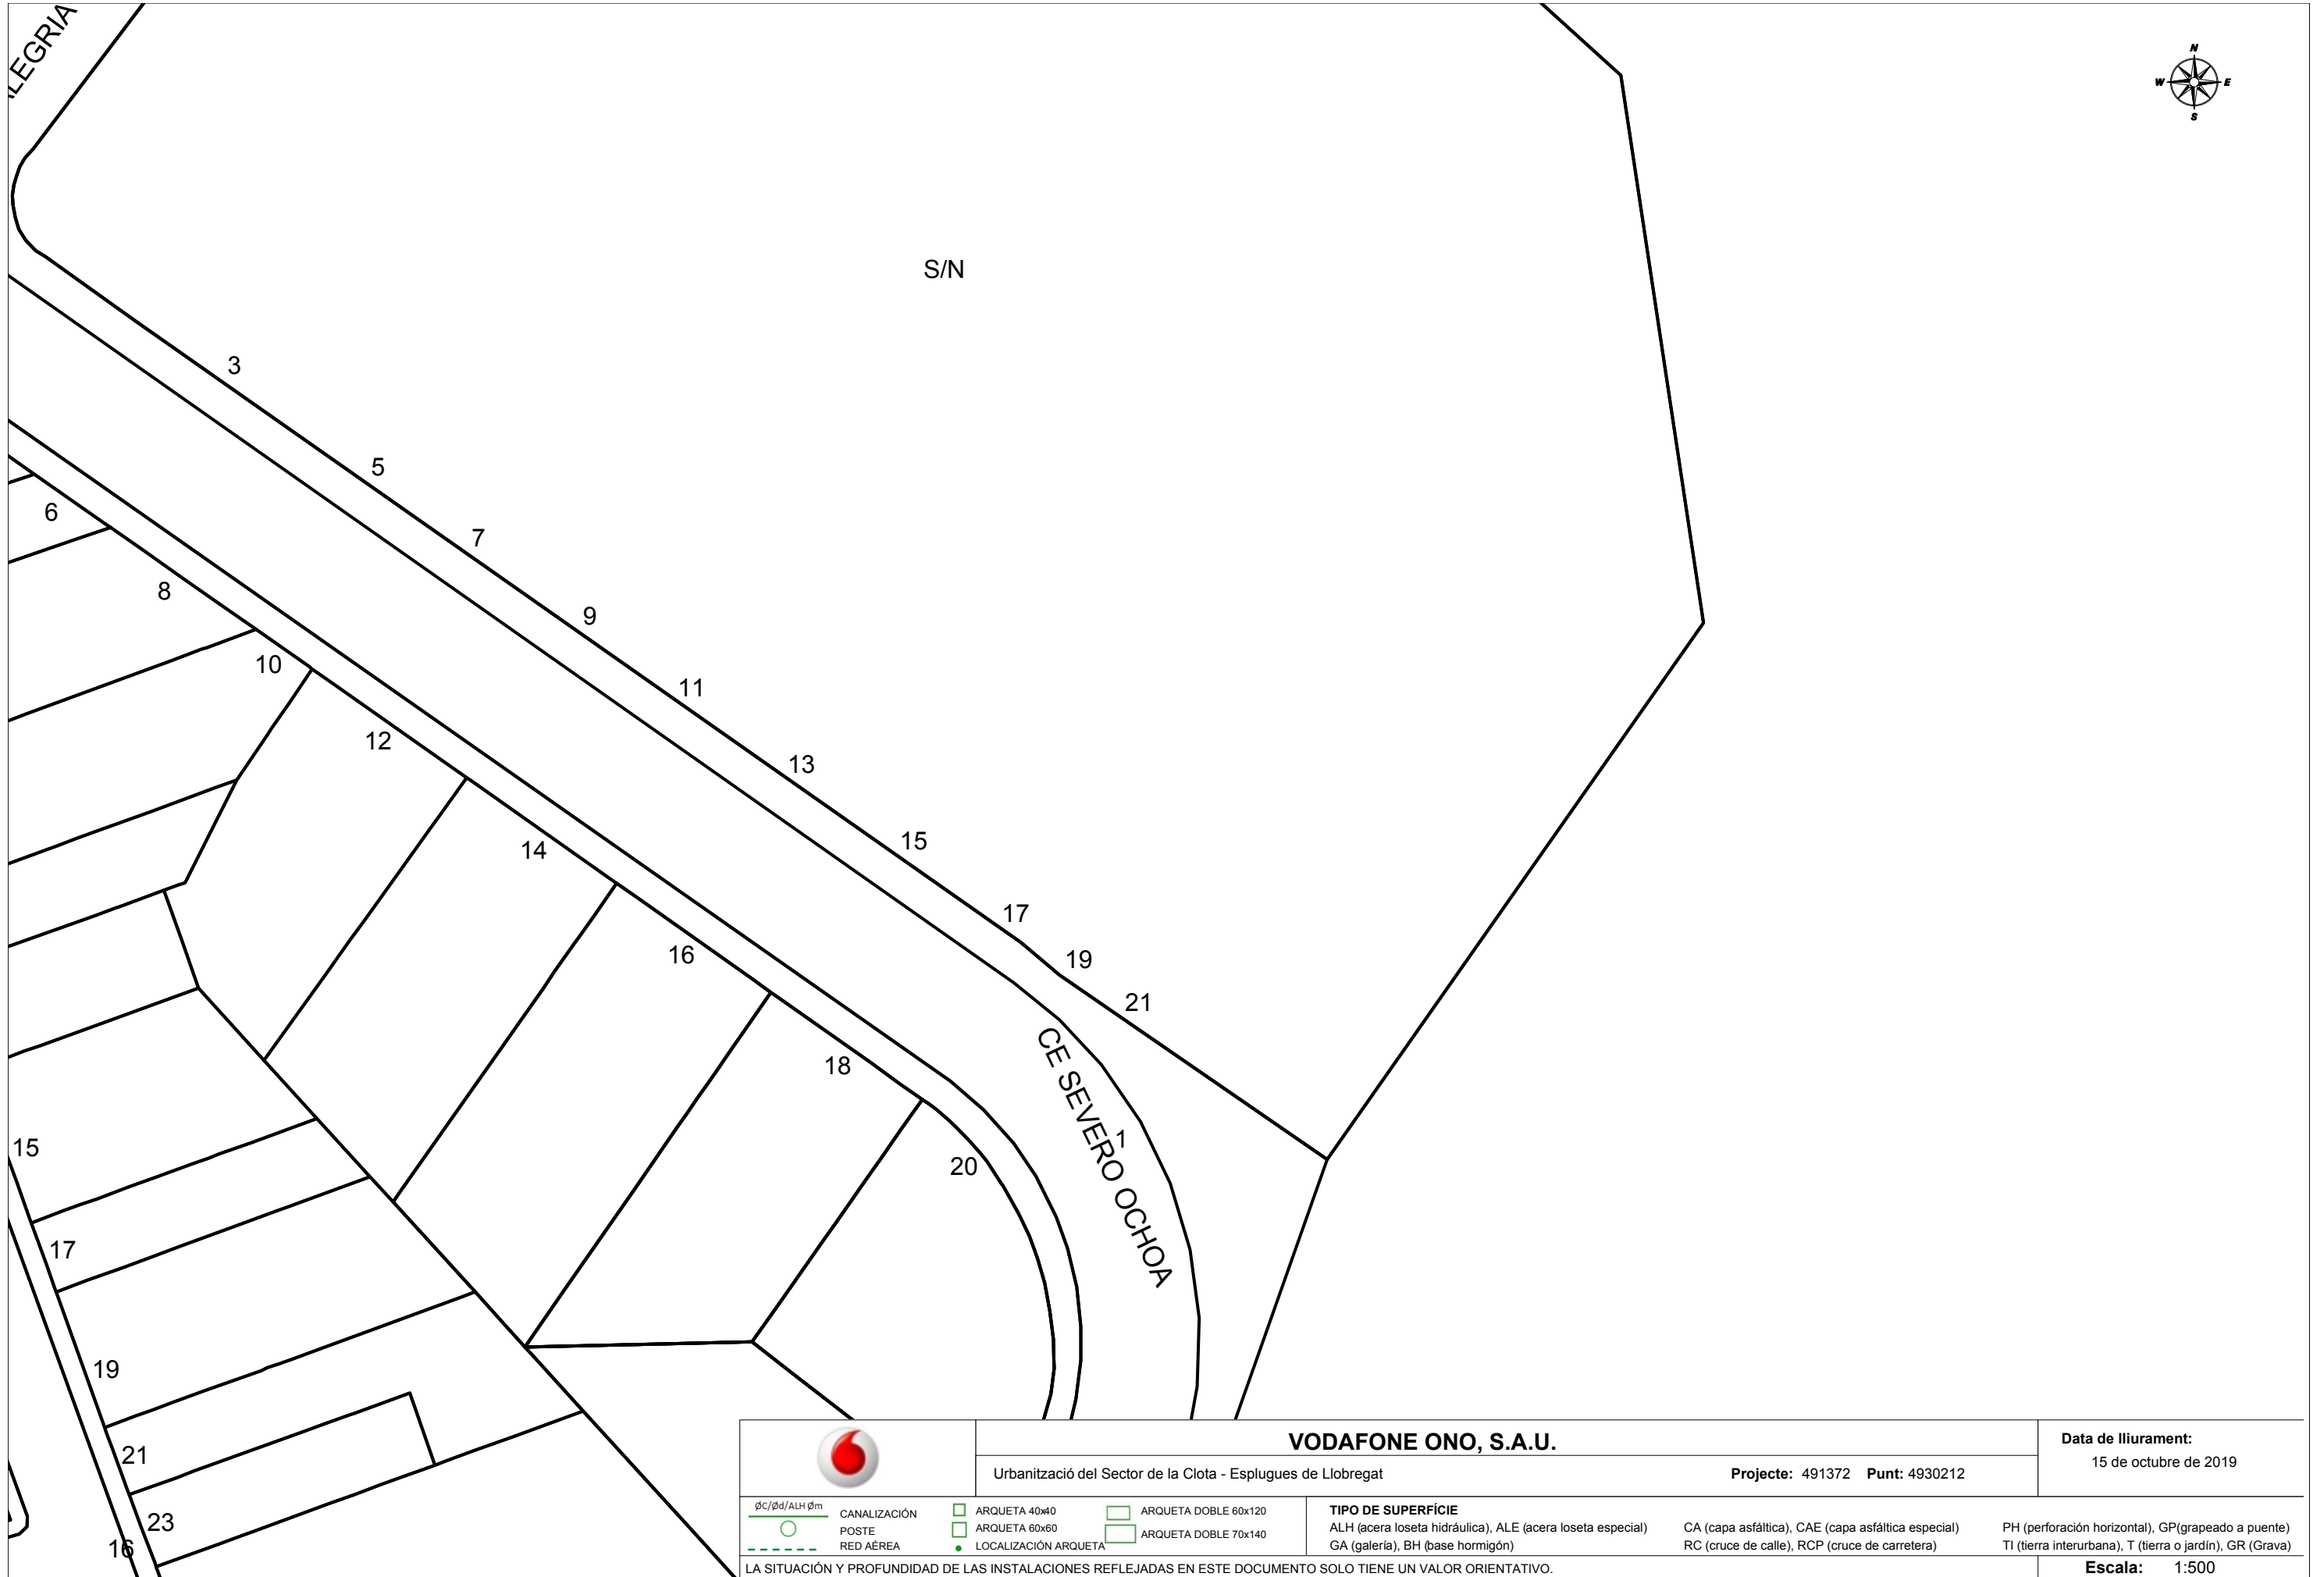 ALEGRIA
N
W E
S
S/N
3
5
7
9
11
13
15
17
19
21
6
8
10
12
14
16
18
20
1
CE SEVERO OCHOA
15
17
19
21
23
16
VODAFONE ONO, S.A.U.
Urbanització del Sector de la Clota - Esplugues de Llobregat
Projecte: 491372 Punt: 4930212
Data de lliurament:
15 de octubre de 2019
ØC/Ød/ALH Øm
CANALIZACIÓN
POSTE
RED AÉREA
ARQUETA 40x40
ARQUETA 60x60
LOCALIZACIÓN ARQUETA
ARQUETA DOBLE 60x120
ARQUETA DOBLE 70x140
TIPO DE SUPERFÍCIE
ALH (acera loseta hidráulica), ALE (acera loseta especial)
GA (galería), BH (base hormigón)
CA (capa asfáltica), CAE (capa asfáltica especial)
RC (cruce de calle), RCP (cruce de carretera)
PH (perforación horizontal), GP(grapeado a puente)
TI (tierra interurbana), T (tierra o jardín), GR (Grava)
LA SITUACIÓN Y PROFUNDIDAD DE LAS INSTALACIONES REFLEJADAS EN ESTE DOCUMENTO SOLO TIENE UN VALOR ORIENTATIVO.
Escala: 1:500